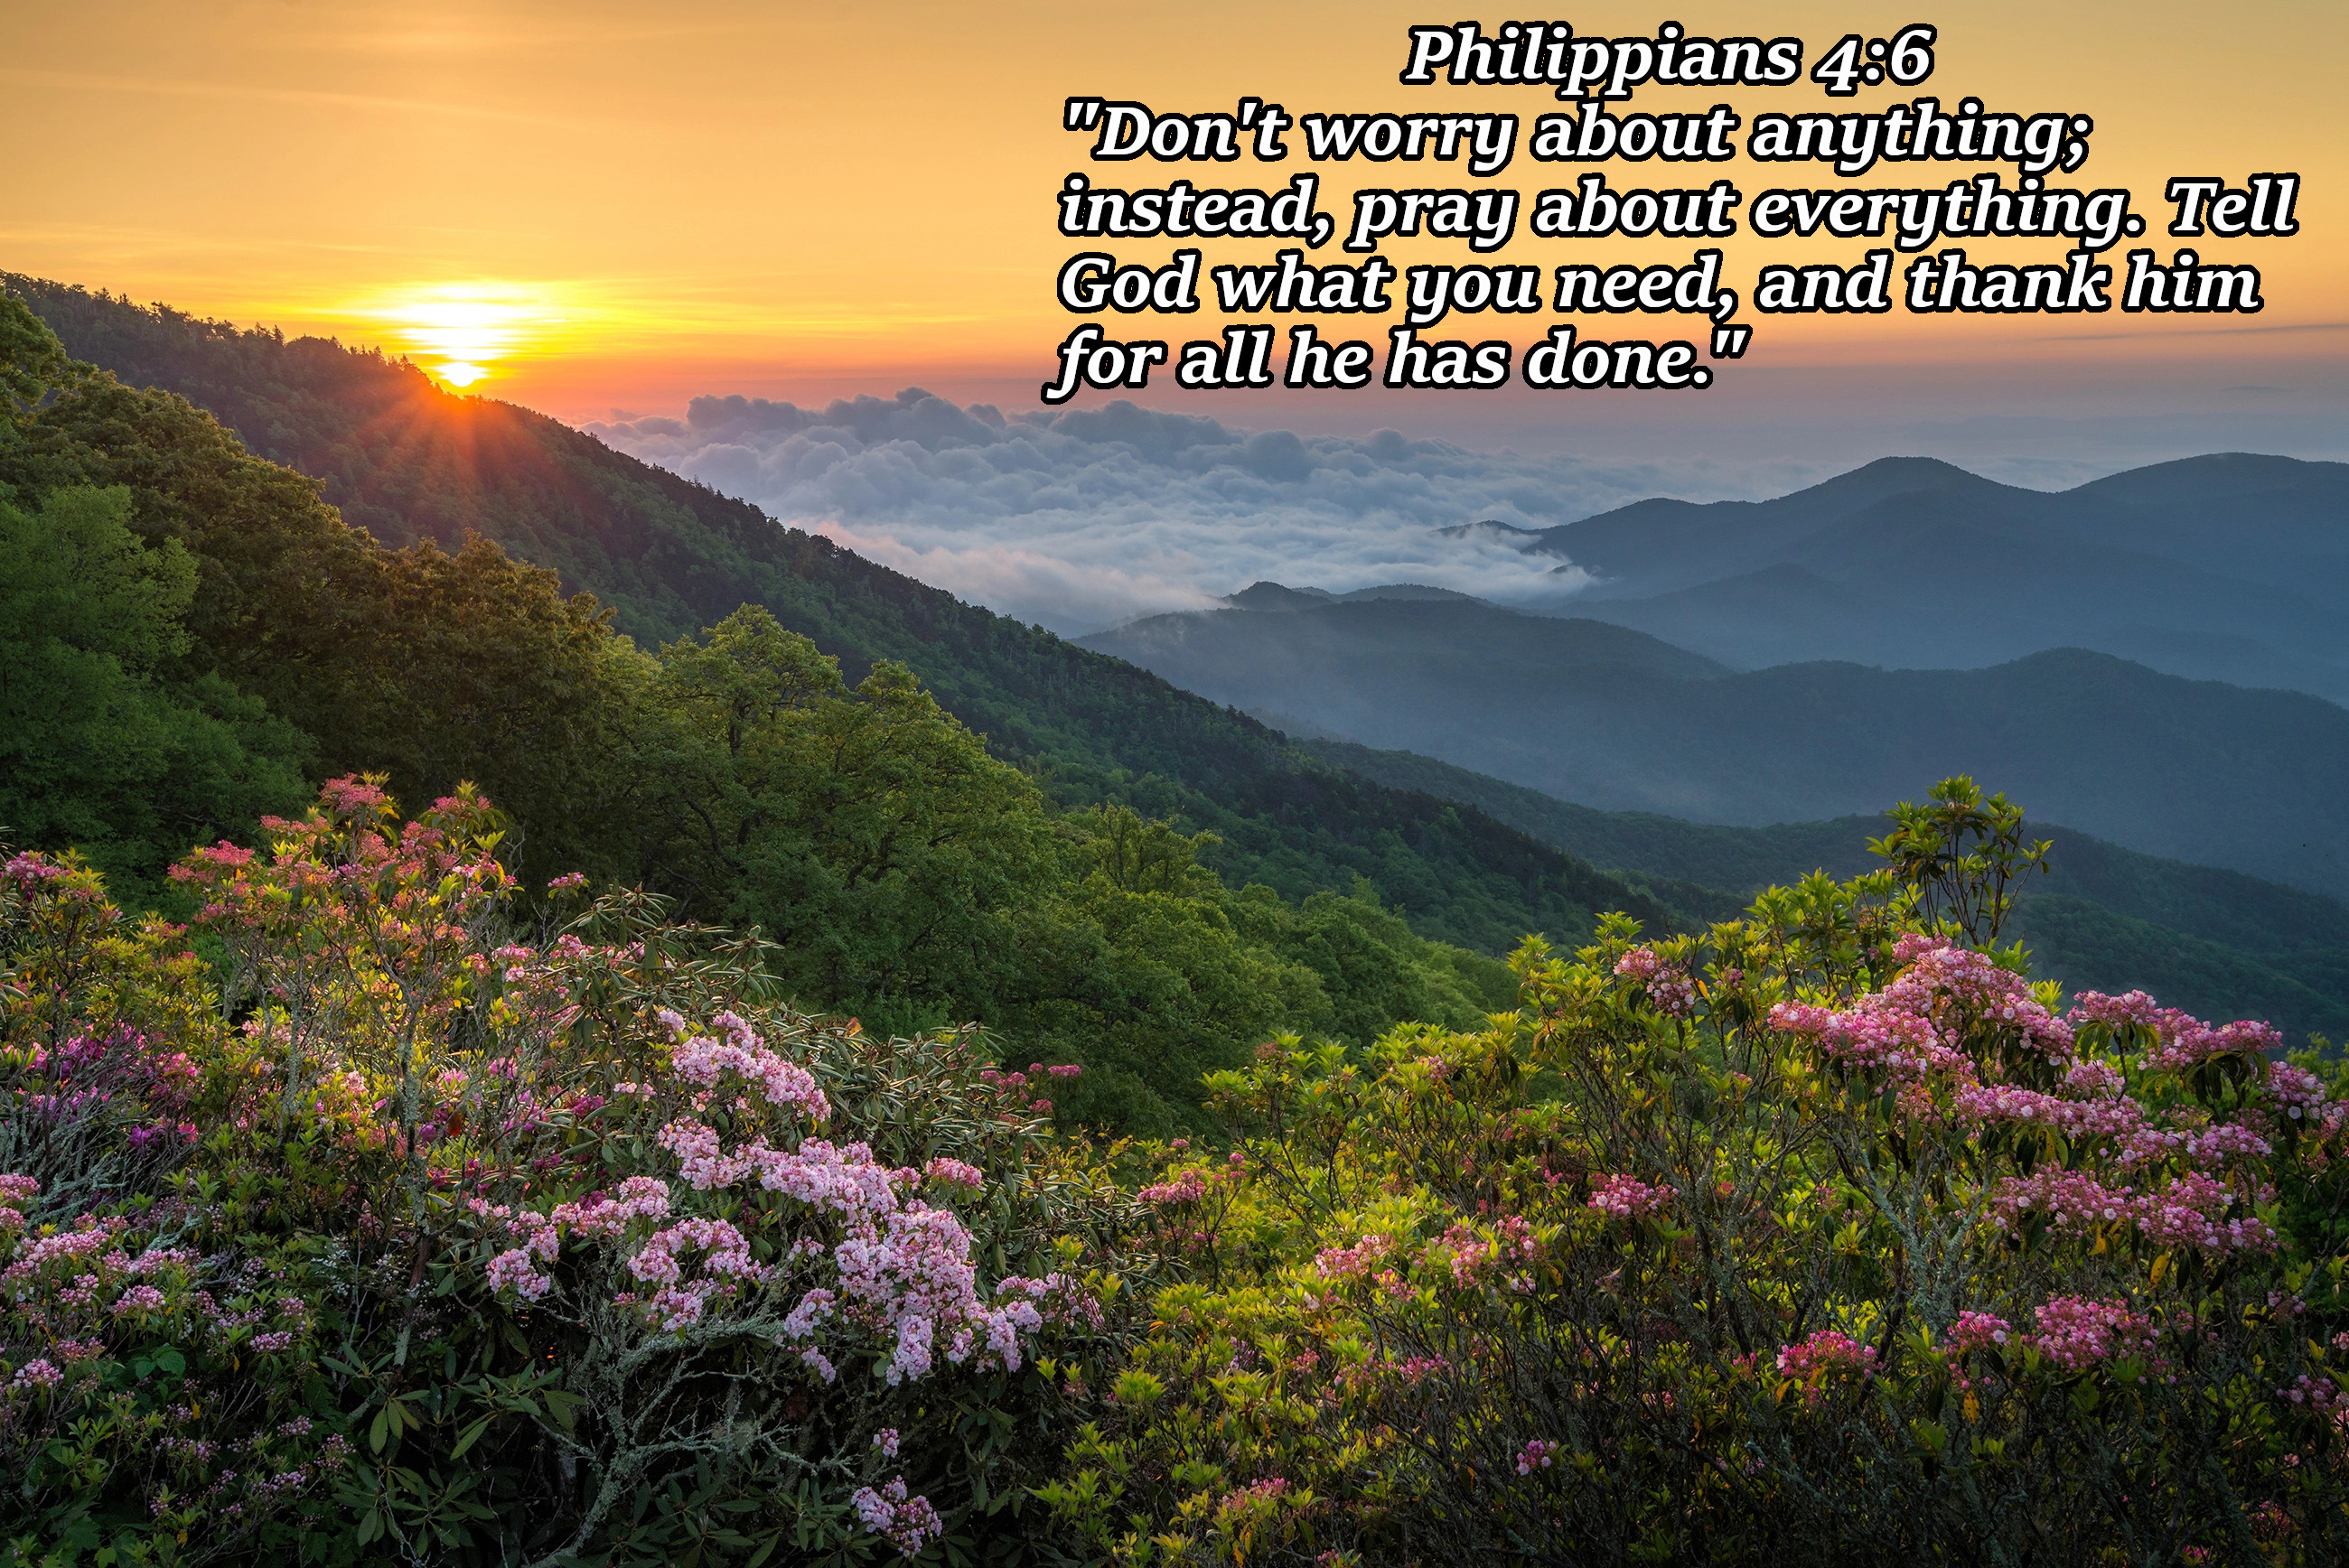 Philippians 4:6
"Don't worry about anything;
instead, pray about everything. Tell
God what you need, and thank him
for all he has done."